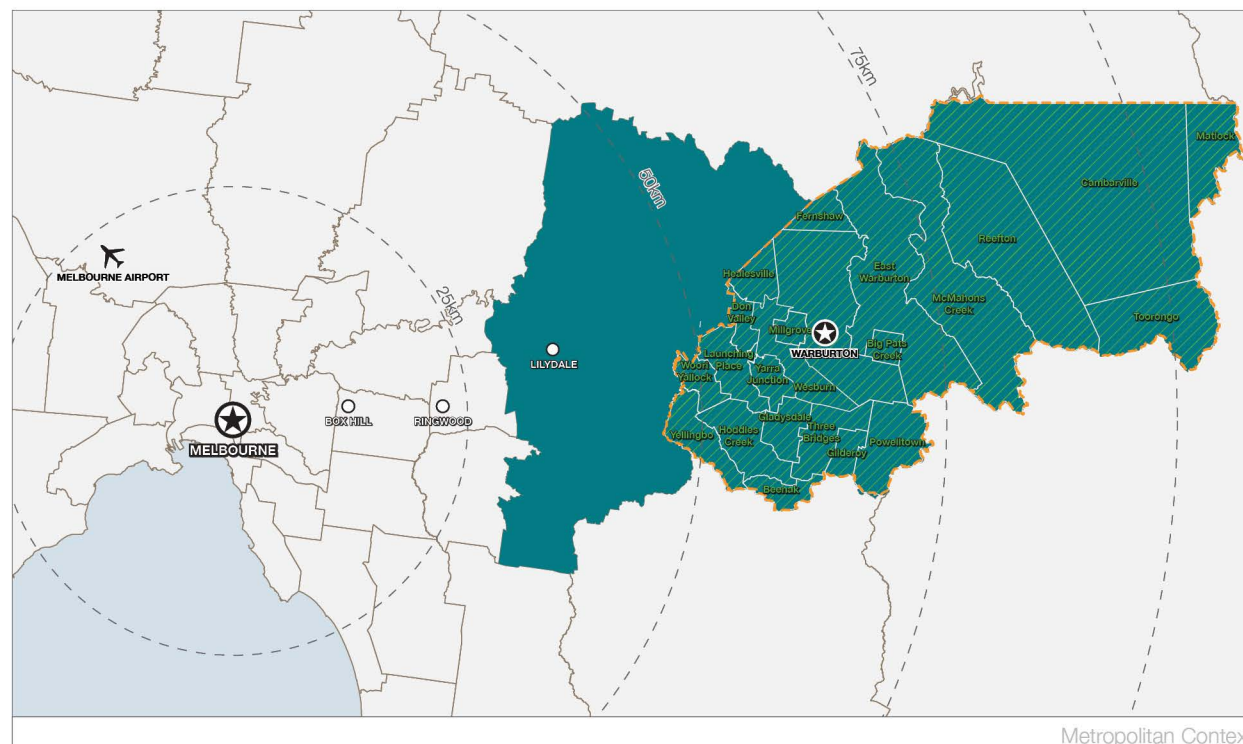 75km
Matlock
Cambarville
50km
Fernshaw
Reefton
MELBOURNE AIRPORT
Healesville
East
Warburton
25km
McMahons
Creek
Don
Valley
Toorongo
Millgrove
WARBURTON
Big Pats
Creek
LILYDALE
Launching
Place
Woori
Yallock
Yarra
Junction
Wesburn
BOX HILL
RINGWOOD
Gladysdale
MELBOURNE
Yellingbo
Hoddles
Creek
Three
Bridges
Gilderoy
Powelltown
Beenak
Metropolitan Contex